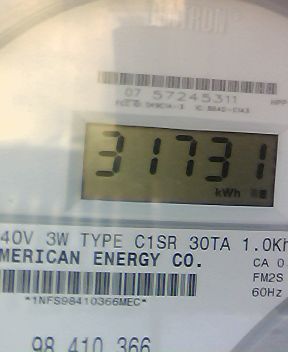 07 57245311
31731
kWh
40V 3W TYPE C1SR 30TA 1.0Kh
MERICAN ENERGY CO.
CA 0
FM2S
60Hz
*1NFS98410366MEC*
98 410 366